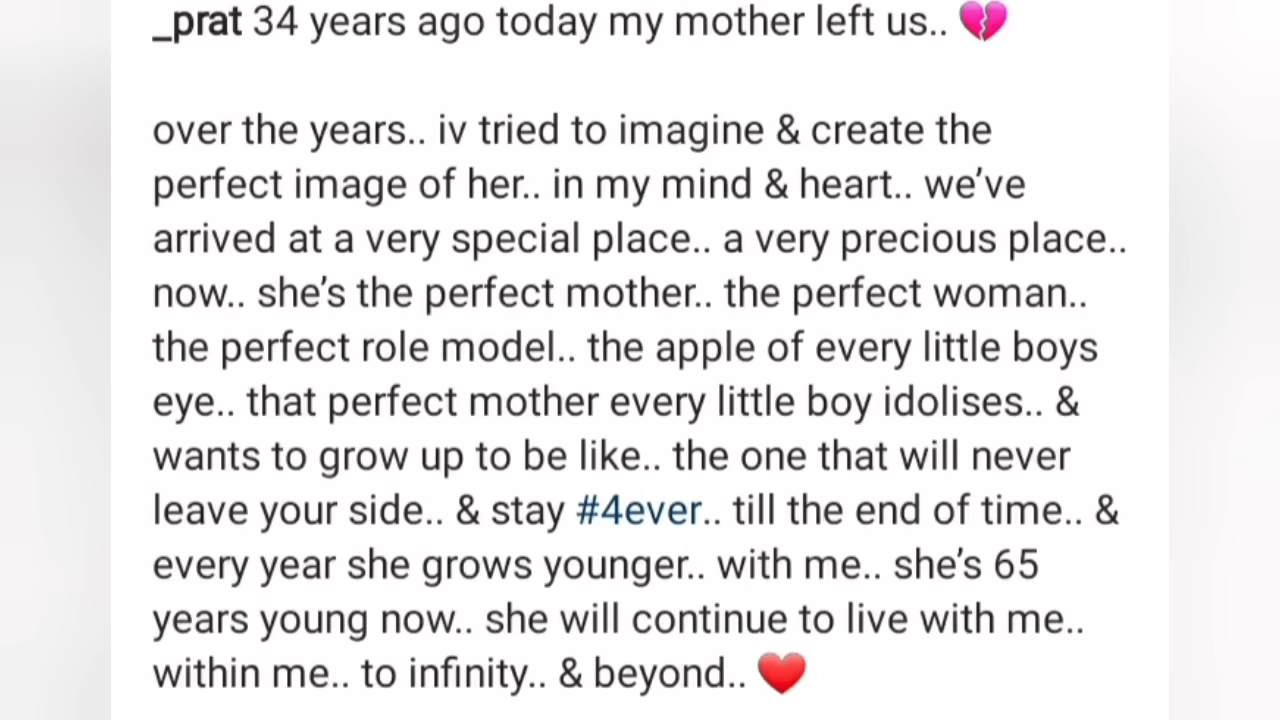 _prat 34 years ago today my mother left us.. 💔
over the years.. iv tried to imagine & create the
perfect image of her.. in my mind & heart.. we’ve
arrived at a very special place.. a very precious place..
now.. she’s the perfect mother.. the perfect woman..
the perfect role model.. the apple of every little boys
eye.. that perfect mother every little boy idolises.. &
wants to grow up to be like.. the one that will never
leave your side.. & stay #4ever.. till the end of time.. &
every year she grows younger.. with me.. she’s 65
years young now.. she will continue to live with me..
within me.. to infinity.. & beyond.. ❤️